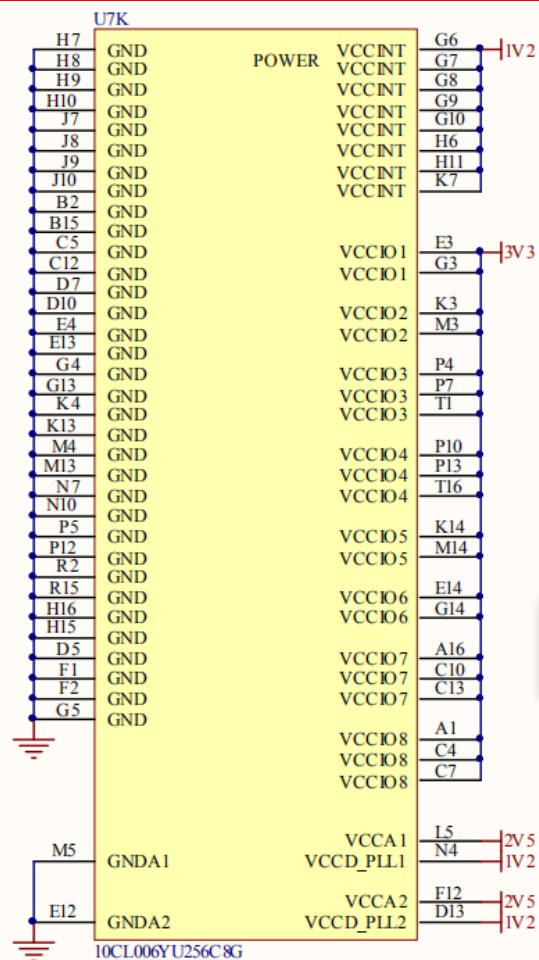 U7K
POWER
H7 GND VCCINT G6 1V2
H8 GND VCCINT G7
H9 GND VCCINT G8
H10 GND VCCINT G9
J7 GND VCCINT G10
J8 GND VCCINT H6
J9 GND VCCINT H11
J10 GND VCCINT K7
B2 GND
B15 GND
C5 GND VCCIO1 E3 3V3
C12 GND VCCIO1 G3
D7 GND
D10 GND VCCIO2 K3
E4 GND VCCIO2 M3
E13 GND
G4 GND VCCIO3 P4
G13 GND VCCIO3 P7
K4 GND VCCIO3 T1
K13 GND
M4 GND VCCIO4 P10
M13 GND VCCIO4 P13
N7 GND VCCIO4 T16
N10 GND
P5 GND VCCIO5 K14
P12 GND VCCIO5 M14
R2 GND
R15 GND VCCIO6 E14
H16 GND VCCIO6 G14
H15 GND
D5 GND VCCIO7 A16
F1 GND VCCIO7 C10
F2 GND VCCIO7 C13
G5 GND
VCCIO8 A1
VCCIO8 C4
VCCIO8 C7
VCCA1 L5 2V5
M5 GNDA1 VCCD_PLL1 N4 1V2
VCCA2 F12 2V5
E12 GNDA2 VCCD_PLL2 D13 1V2
10CL006YU256C8G